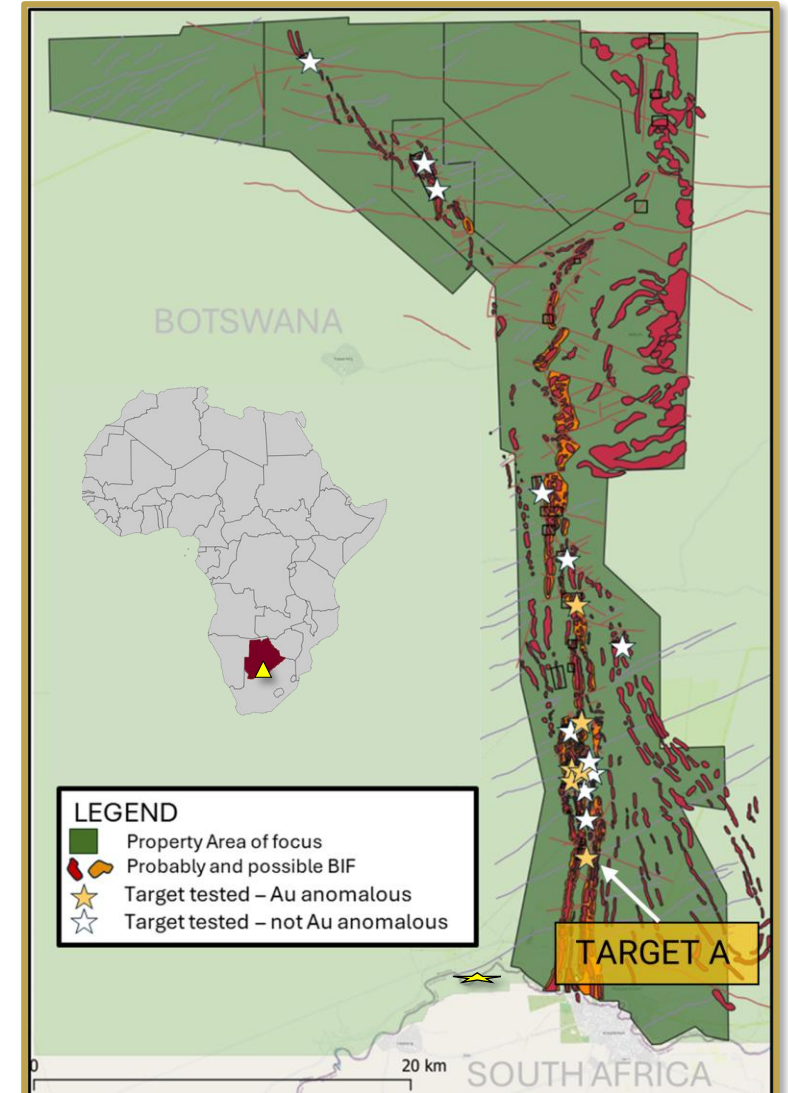 BOTSWANA
LEGEND
Property Area of focus
Probably and possible BIF
Target tested – Au anomalous
Target tested – not Au anomalous
TARGET A
0
20 km
SOUTH AFRICA